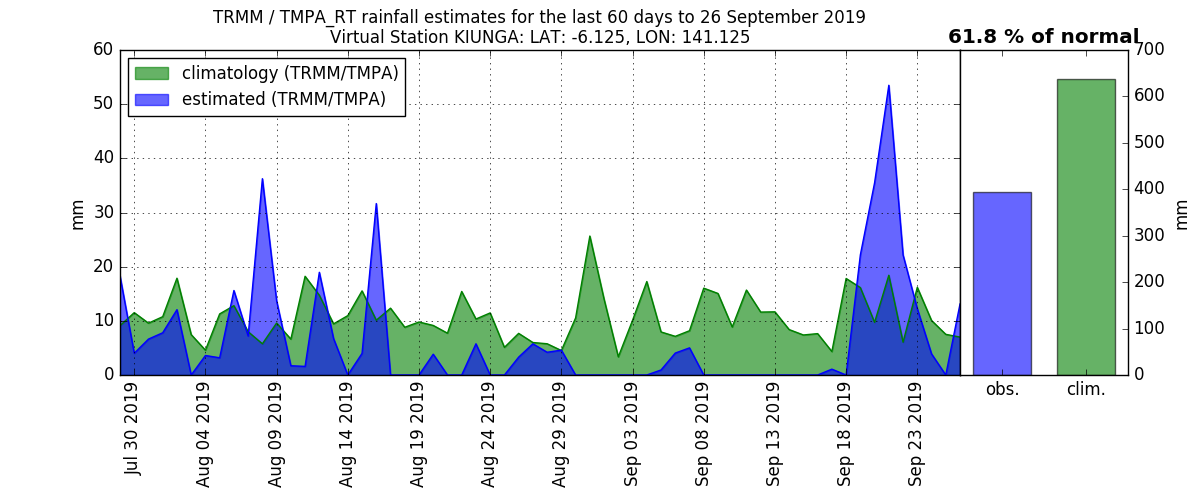 TRMM / TMPA_RT rainfall estimates for the last 60 days to 26 September 2019
Virtual Station KIUNGA: LAT: -6.125, LON: 141.125
61.8 % of normal
climatology (TRMM/TMPA)
estimated (TRMM/TMPA)
60
50
40
30
20
10
0
mm
Jul 30 2019
Aug 04 2019
Aug 09 2019
Aug 14 2019
Aug 19 2019
Aug 24 2019
Aug 29 2019
Sep 03 2019
Sep 08 2019
Sep 13 2019
Sep 18 2019
Sep 23 2019
700
600
500
400
300
200
100
0
mm
obs.
clim.